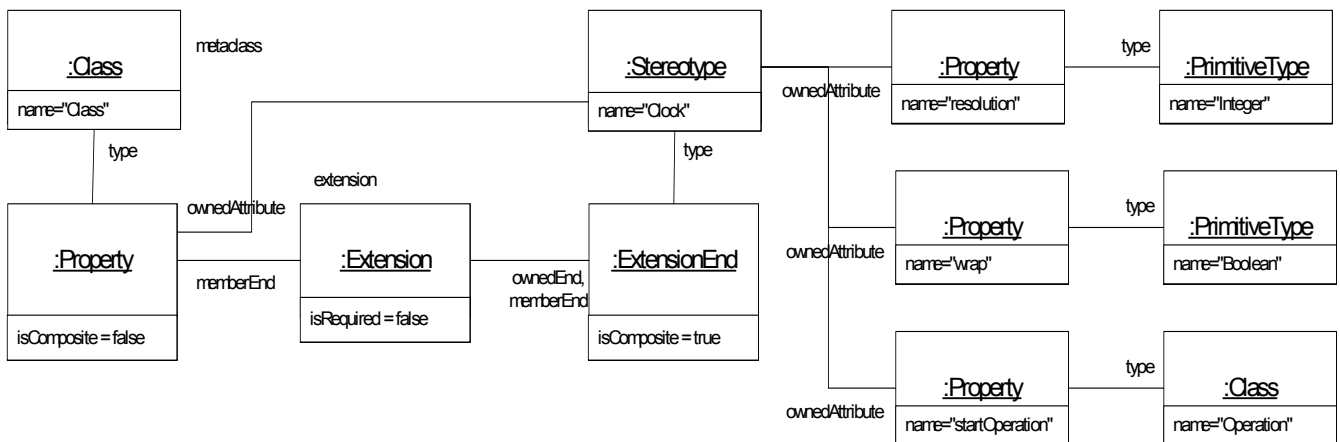 :Class
name="Class"
metaclass
:Stereotype
name="Clock"
ownedAttribute
:Property
name="resolution"
type
:PrimitiveType
name="Integer"
type
extension
type
ownedAttribute
:Property
isComposite = false
memberEnd
:Extension
isRequired = false
ownedEnd,
memberEnd
:ExtensionEnd
isComposite = true
ownedAttribute
:Property
name="wrap"
type
:PrimitiveType
name="Boolean"
ownedAttribute
:Property
name="startOperation"
type
:Class
name="Operation"